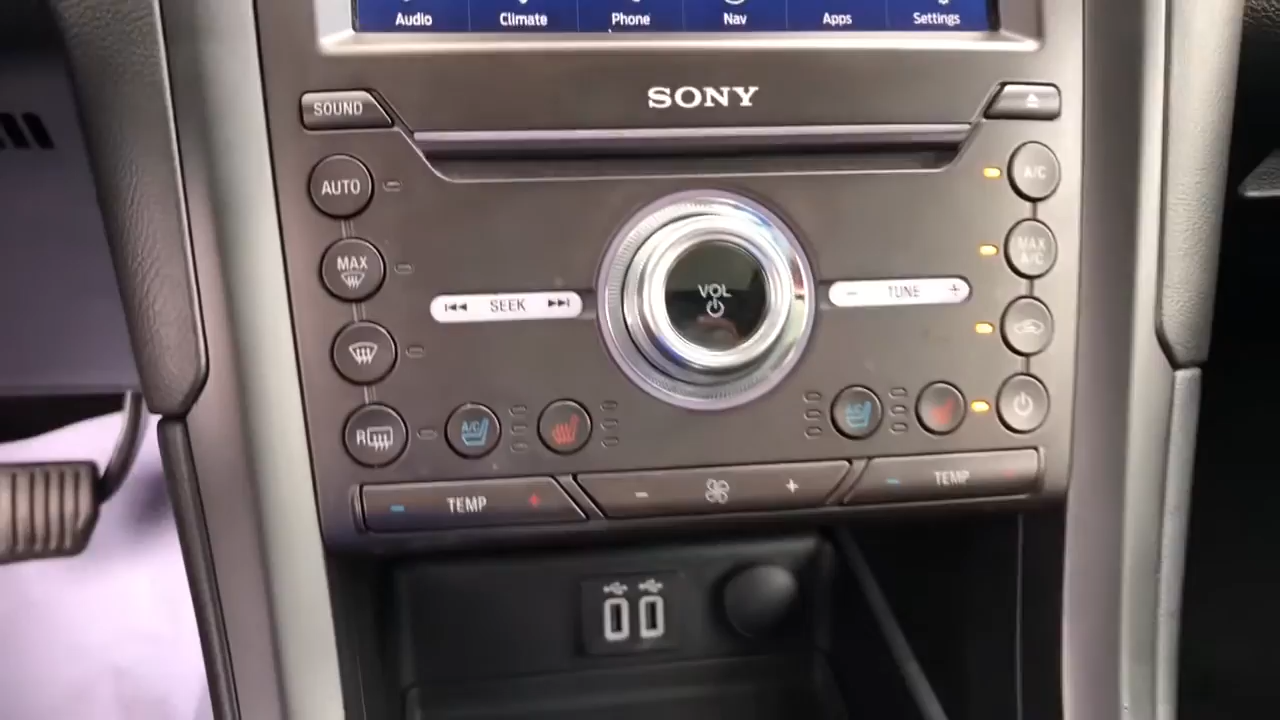 Audio Climate Phone Nav Apps Settings
SONY
SOUND
AUTO
A/C
MAX
MAX
A/C
VOL
SEEK
- TUNE +
R
A/C
A/C
- TEMP +
- +
- TEMP -